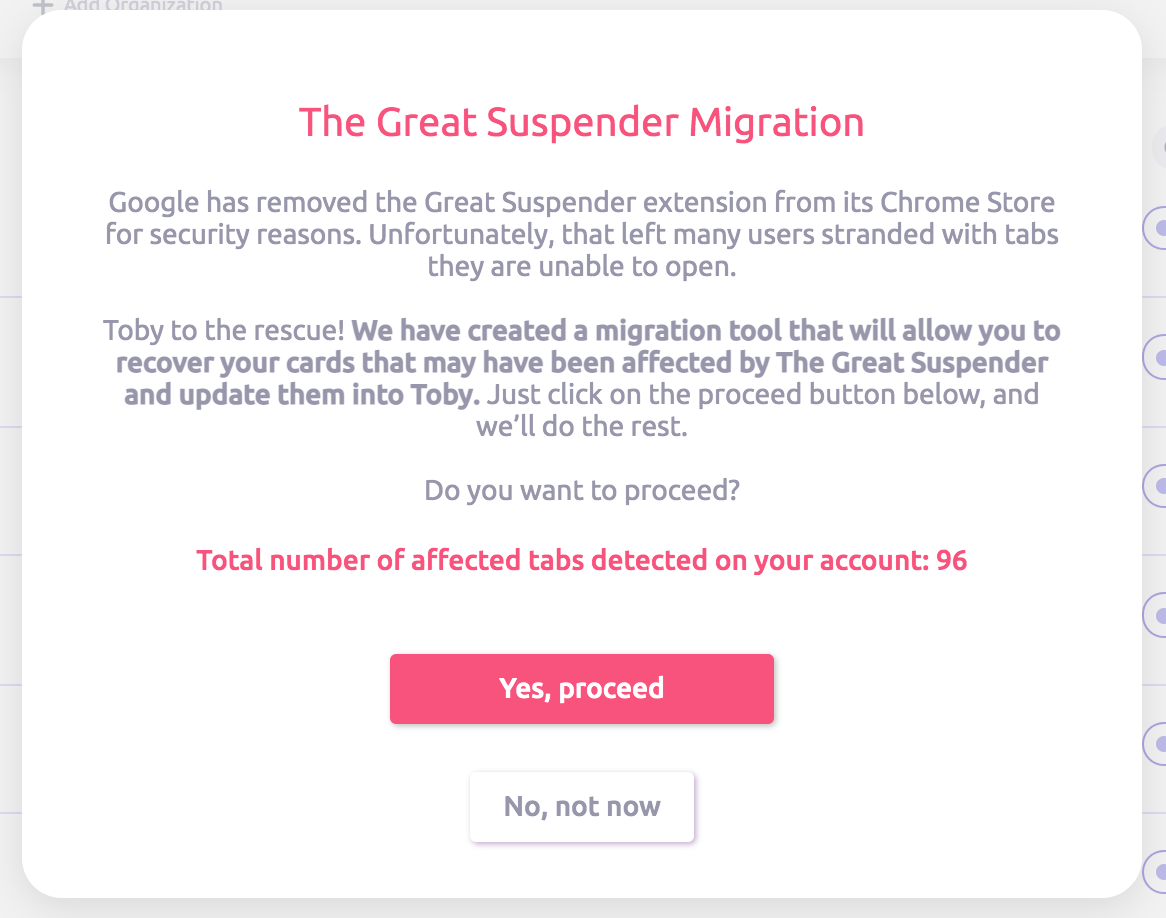 Add Organization
The Great Suspender Migration
Google has removed the Great Suspender extension from its Chrome Store
for security reasons. Unfortunately, that left many users stranded with tabs
they are unable to open.
Toby to the rescue! We have created a migration tool that will allow you to
recover your cards that may have been affected by The Great Suspender
and update them into Toby. Just click on the proceed button below, and
we’ll do the rest.
Do you want to proceed?
Total number of affected tabs detected on your account: 96
Yes, proceed
No, not now